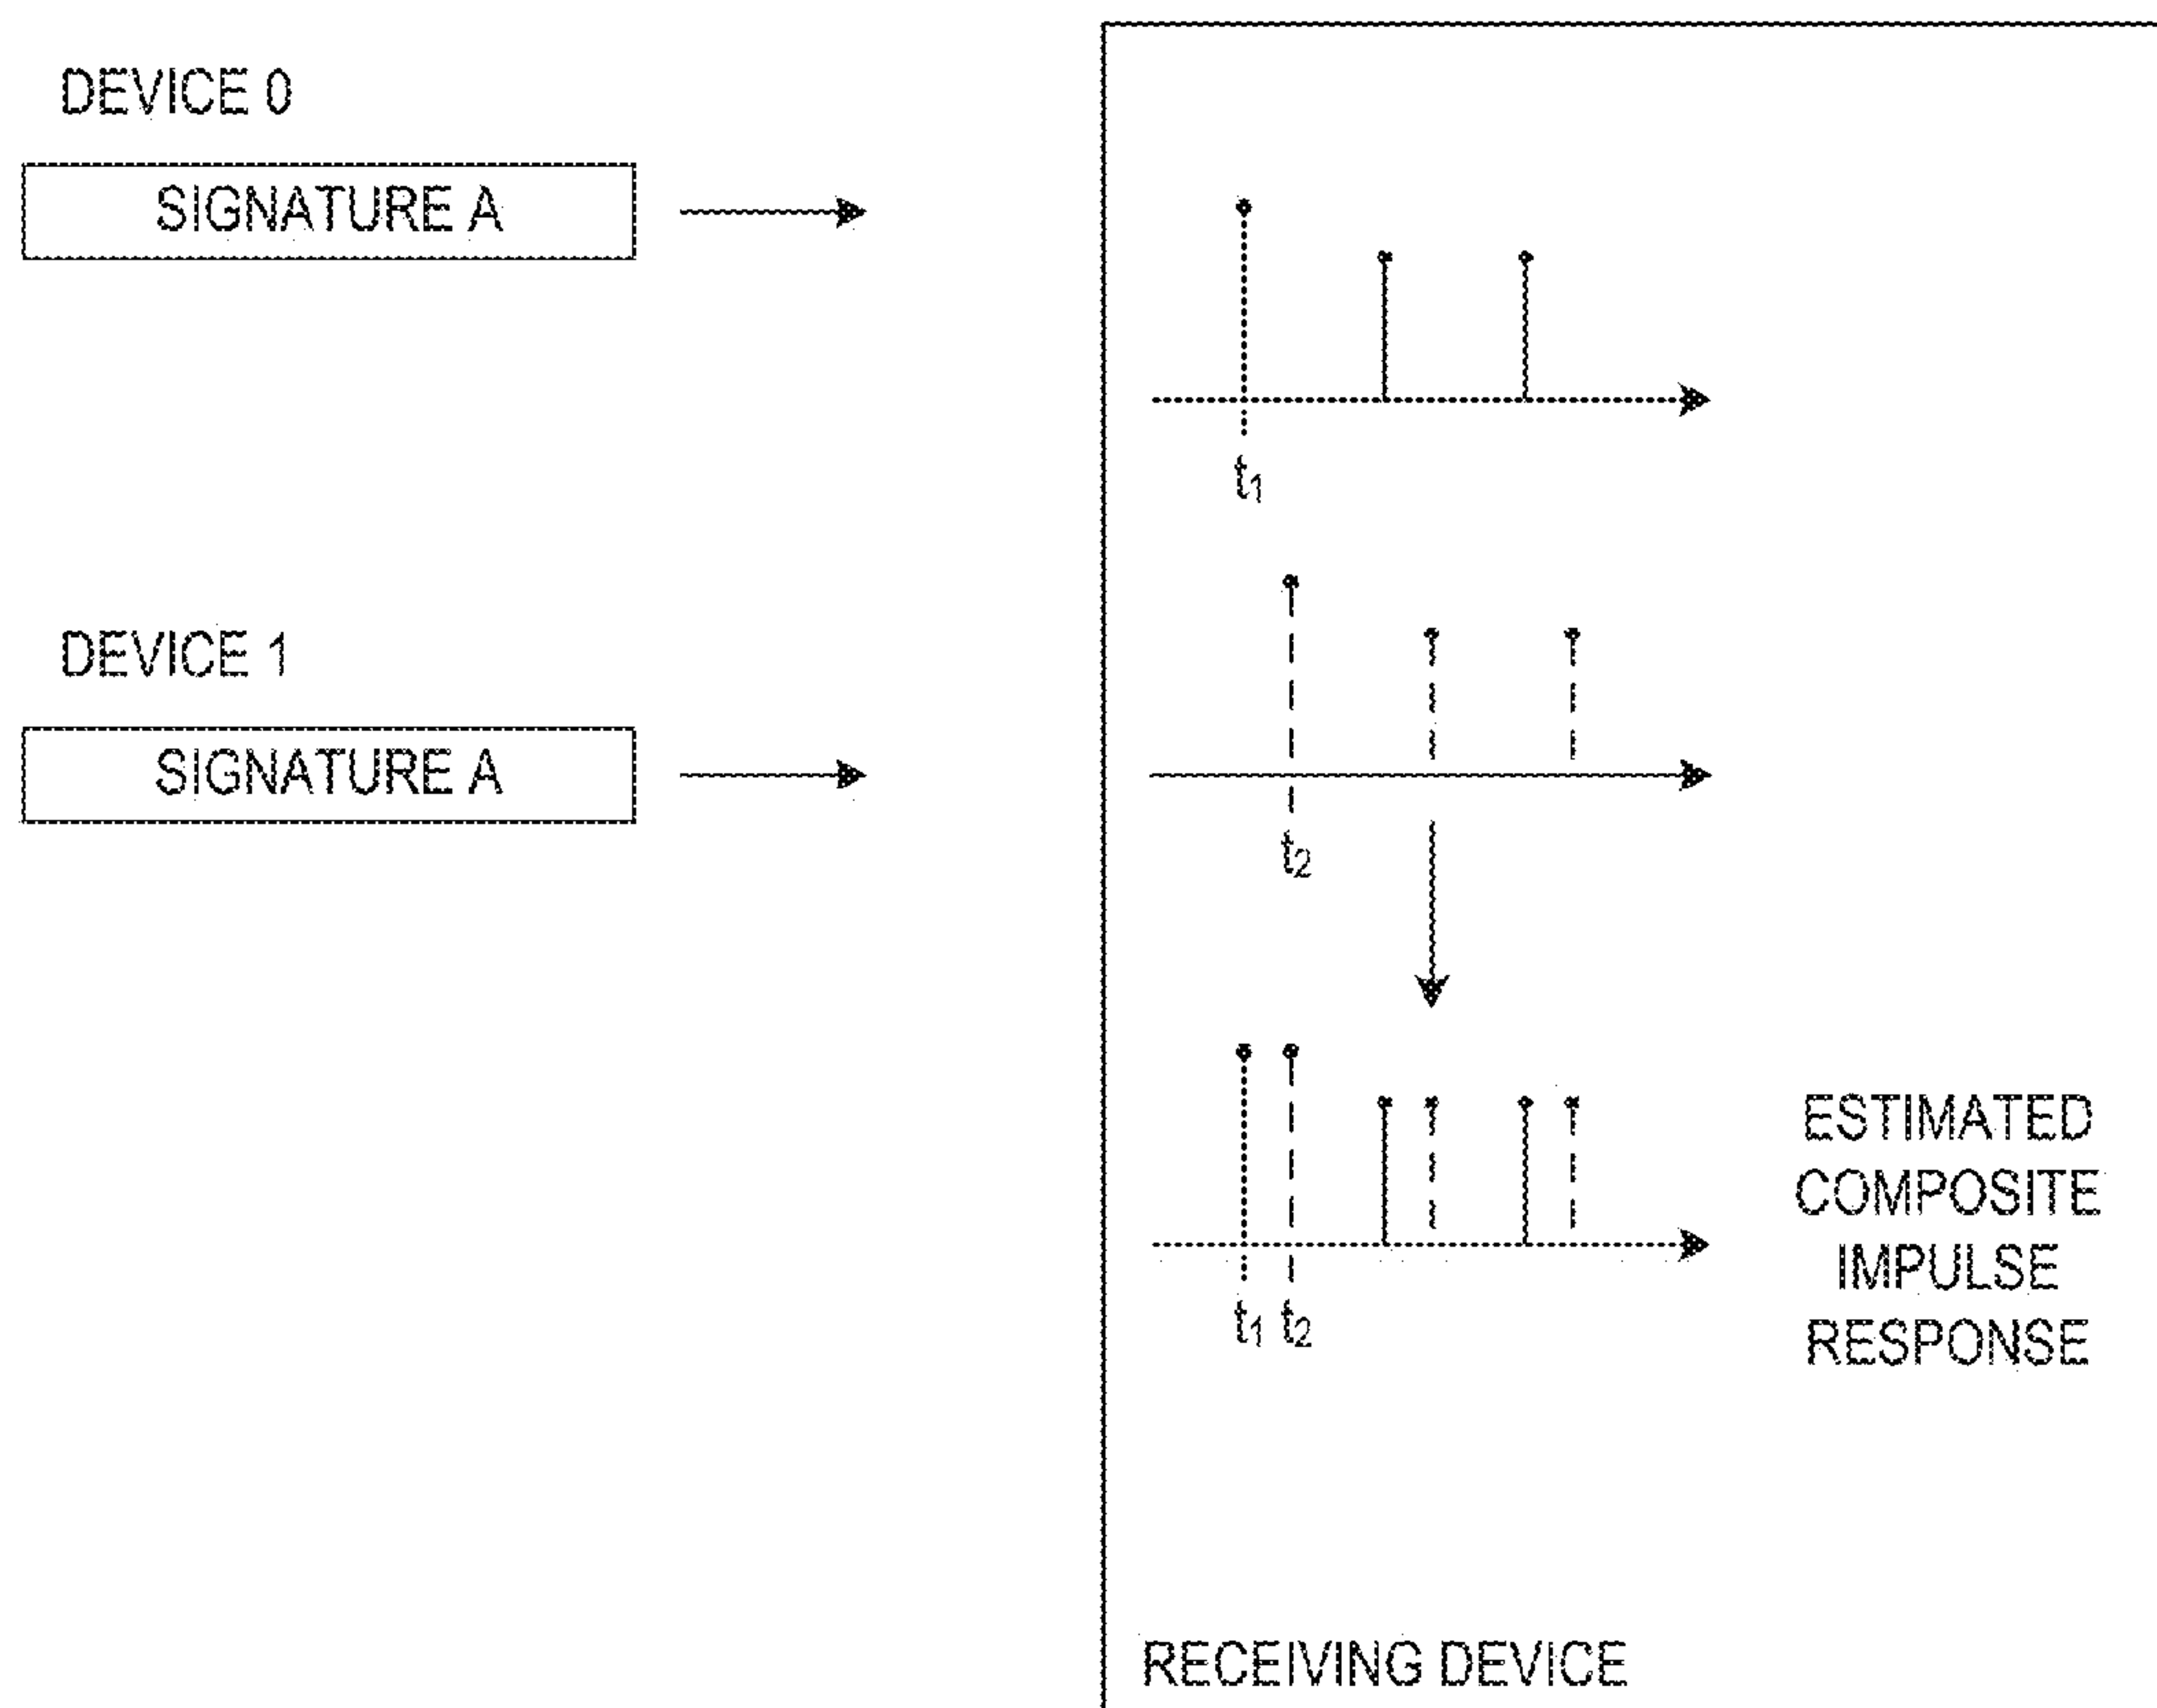 DEVICE 0
SIGNATURE A
t₁
DEVICE 1
SIGNATURE A
t₂
t₁ t₂
ESTIMATED
COMPOSITE
IMPULSE
RESPONSE
RECEIVING DEVICE